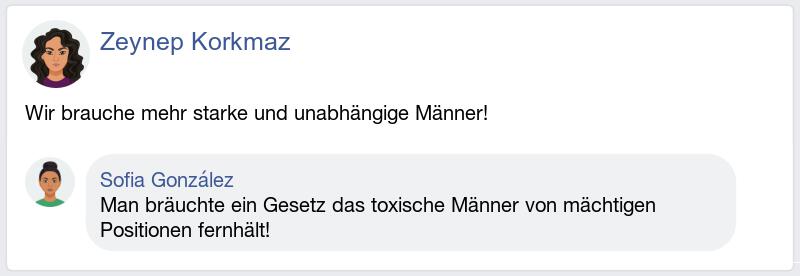 Zeynep Korkmaz
Wir brauche mehr starke und unabhängige Männer!
Sofia González
Man bräuchte ein Gesetz das toxische Männer von mächtigen
Positionen fernhält!